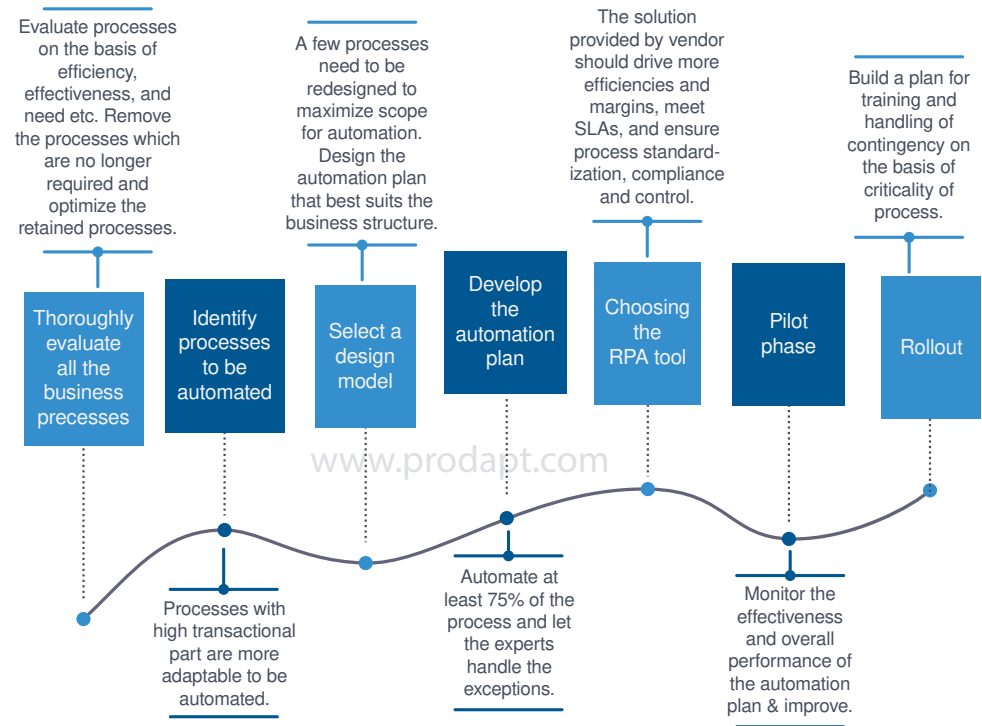 Evaluate processes
on the basis of
efficiency,
effectiveness, and
need etc. Remove
the processes which
are no longer
required and
optimize the
retained processes.
A few processes
need to be
redesigned to
maximize scope
for automation.
Design the
automation plan
that best suits the
business structure.
The solution
provided by vendor
should drive more
efficiencies and
margins, meet
SLAs, and ensure
process standard-
ization, compliance
and control.
Build a plan for
training and
handling of
contingency on
the basis of
criticality of
process.
Thoroughly
evaluate
all the
business
precesses
Identify
processes
to be
automated
Select a
design
model
Develop
the
automation
plan
Choosing
the
RPA tool
Pilot
phase
Rollout
www.prodapt.com
Processes with
high transactional
part are more
adaptable to be
automated.
Automate at
least 75% of the
process and let
the experts
handle the
exceptions.
Monitor the
effectiveness
and overall
performance of
the automation
plan & improve.